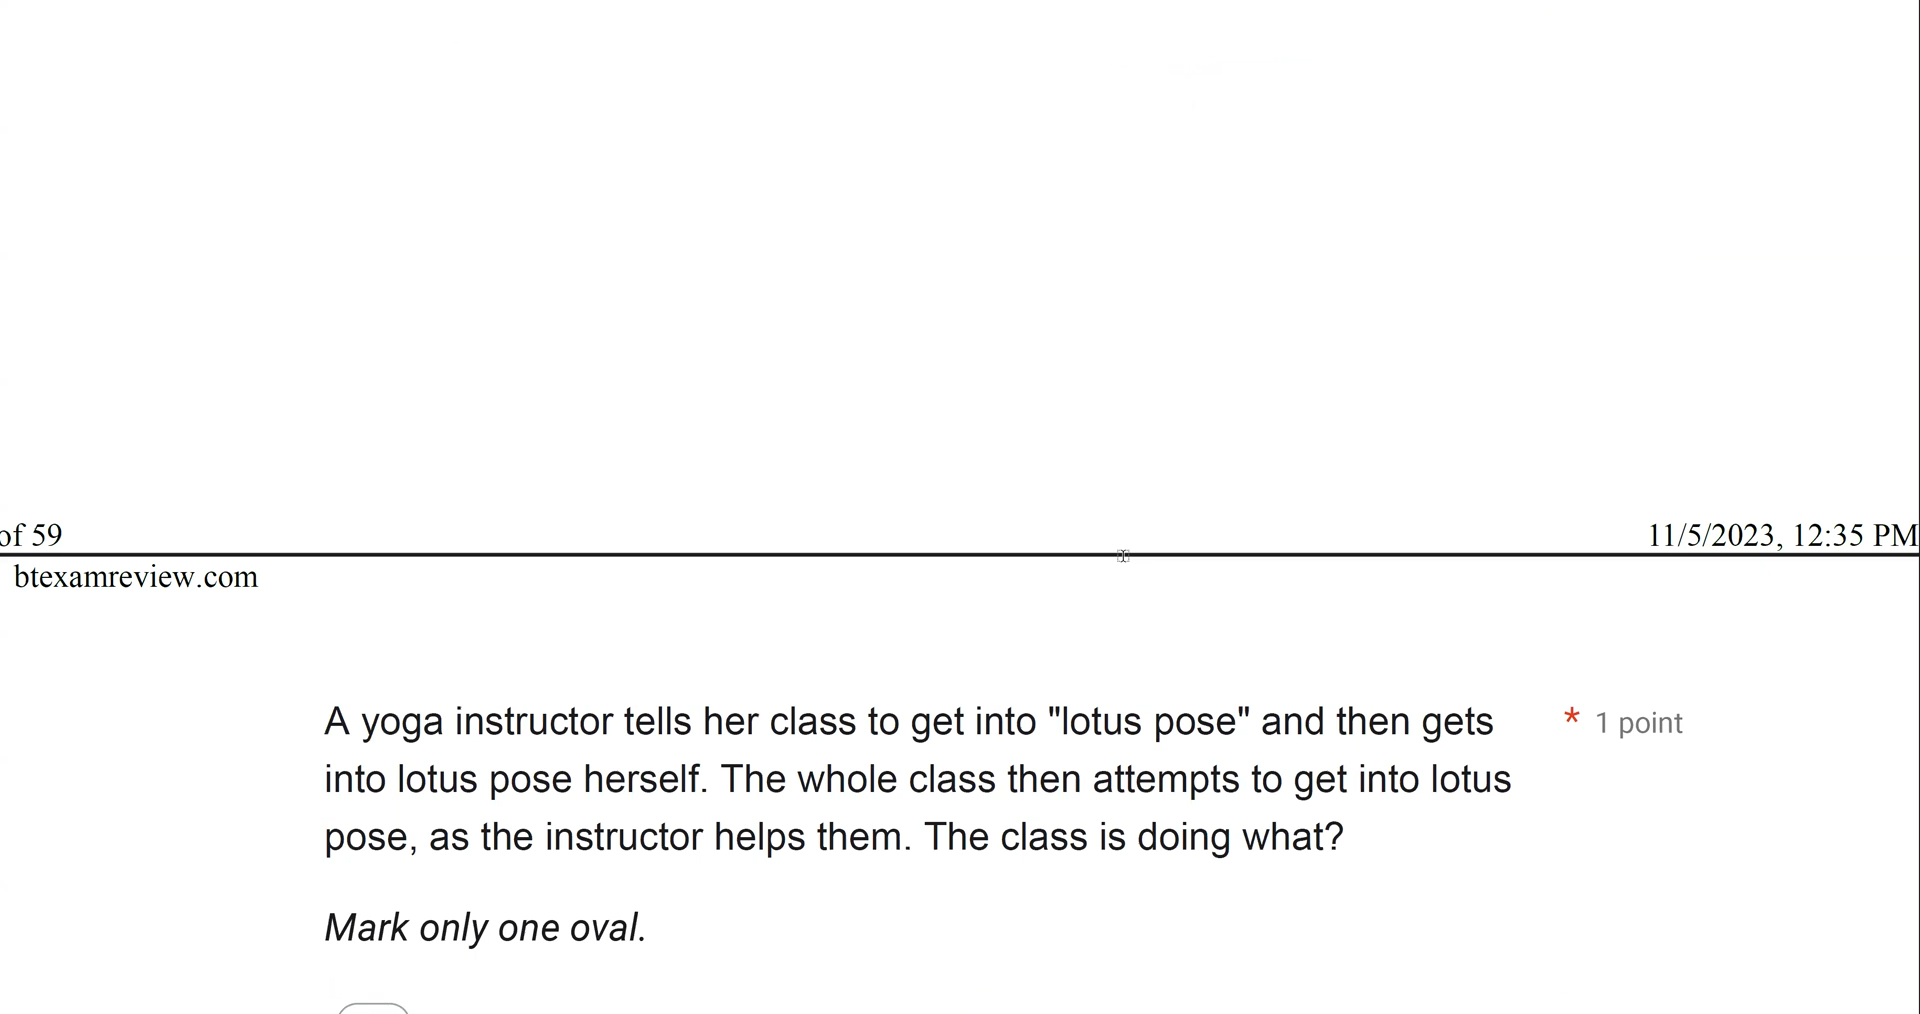 of 59
11/5/2023, 12:35 PM
btexamreview.com
A yoga instructor tells her class to get into "lotus pose" and then gets
* 1 point
into lotus pose herself. The whole class then attempts to get into lotus
pose, as the instructor helps them. The class is doing what?
Mark only one oval.